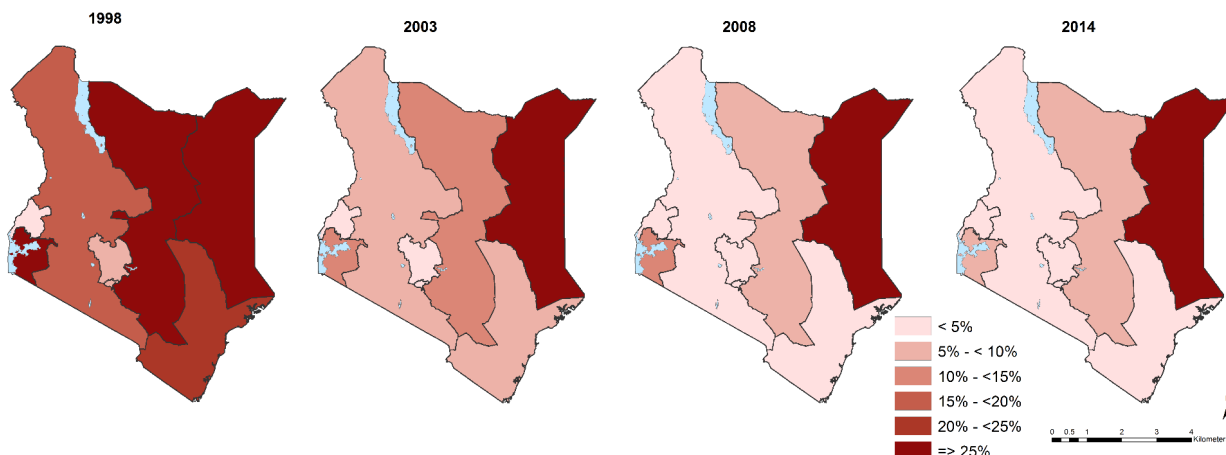 1998
2003
2008
2014
< 5%
5% - < 10%
10% - <15%
15% - <20%
20% - <25%
=> 25%
0 0.5 1 2 3 4
Kilometer